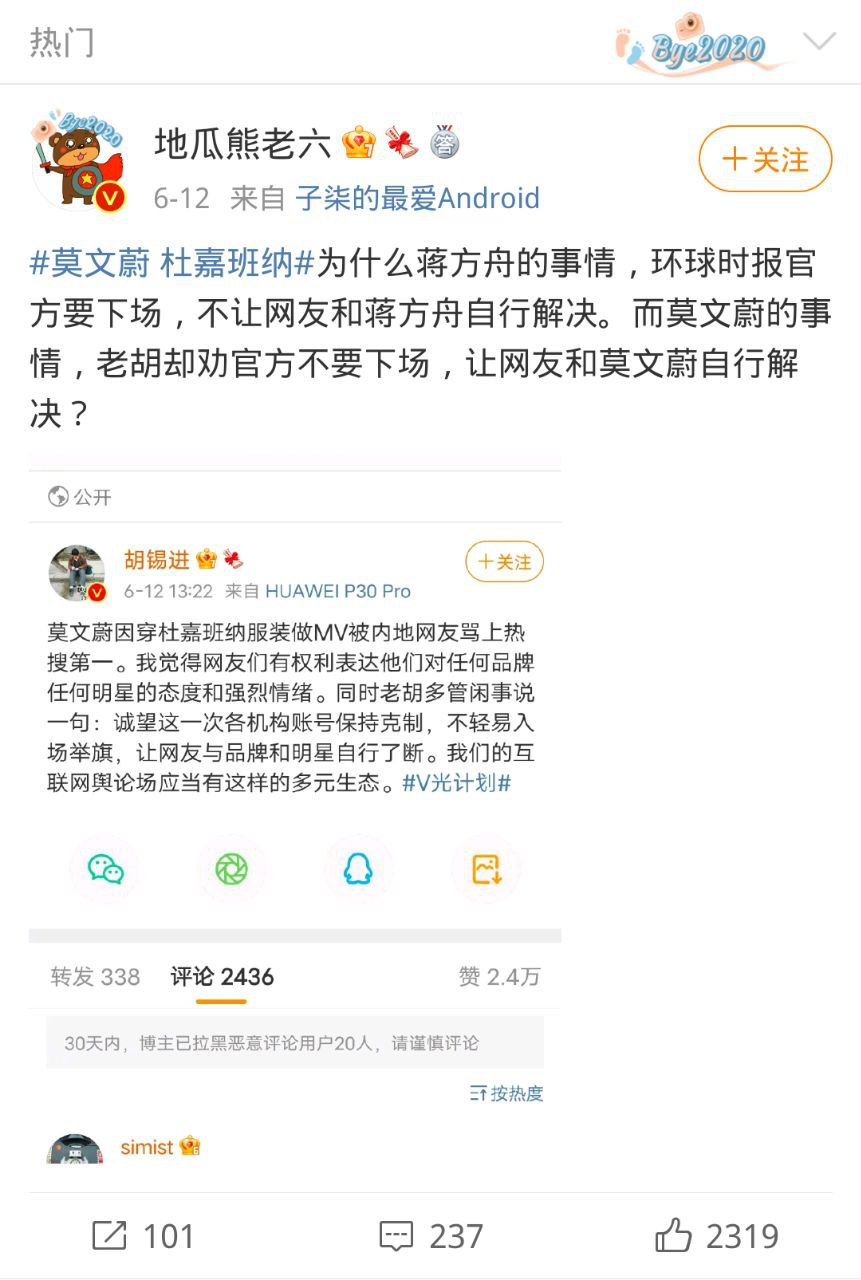 热门
Bye2020
Bye2020
地瓜熊老六
答
V
+关注
6-12 来自 子柒的最爱Android
#莫文蔚 杜嘉班纳#为什么蒋方舟的事情，环球时报官
方要下场，不让网友和蒋方舟自行解决。而莫文蔚的事
情，老胡却劝官方不要下场，让网友和莫文蔚自行解
决？
公开
胡锡进
V
+关注
6-12 13:22 来自 HUAWEI P30 Pro
莫文蔚因穿杜嘉班纳服装做MV被内地网友骂上热
搜第一。我觉得网友们有权利表达他们对任何品牌
任何明星的态度和强烈情绪。同时老胡多管闲事说
一句：诚望这一次各机构账号保持克制，不轻易入
场举旗，让网友与品牌和明星自行了断。我们的互
联网舆论场应当有这样的多元生态。#V光计划#
转发 338 评论 2436 赞 2.4万
30天内，博主已拉黑恶意评论用户20人，请谨慎评论
按热度
simist
101 237 2319